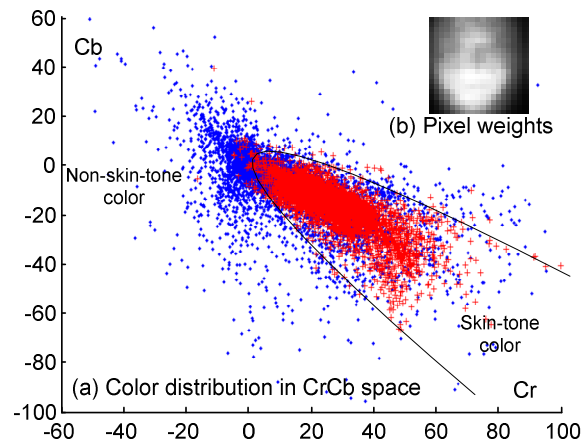 60
Cb
40
20
(b) Pixel weights
0
Non-skin-tone
color
-20
-40
-60
Skin-tone
color
-80
(a) Color distribution in CrCb space
Cr
-100
-60 -40 -20 0 20 40 60 80 100